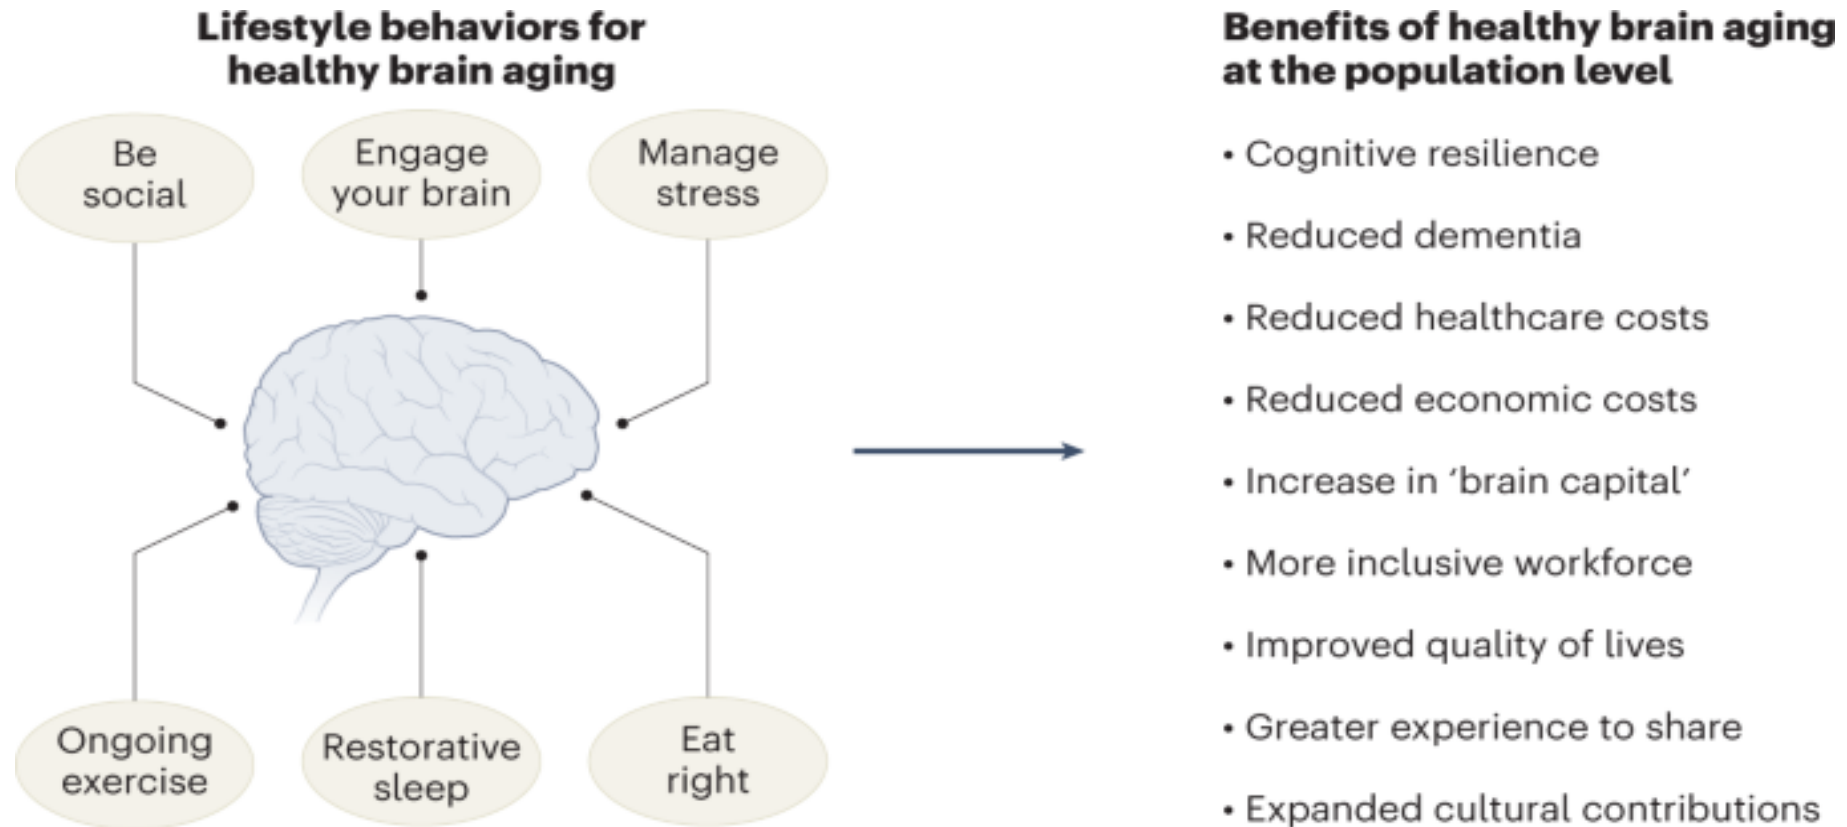 Lifestyle behaviors for
healthy brain aging
Be
social
Engage
your brain
Manage
stress
Ongoing
exercise
Restorative
sleep
Eat
right
Benefits of healthy brain aging
at the population level
• Cognitive resilience
• Reduced dementia
• Reduced healthcare costs
• Reduced economic costs
• Increase in ‘brain capital’
• More inclusive workforce
• Improved quality of lives
• Greater experience to share
• Expanded cultural contributions